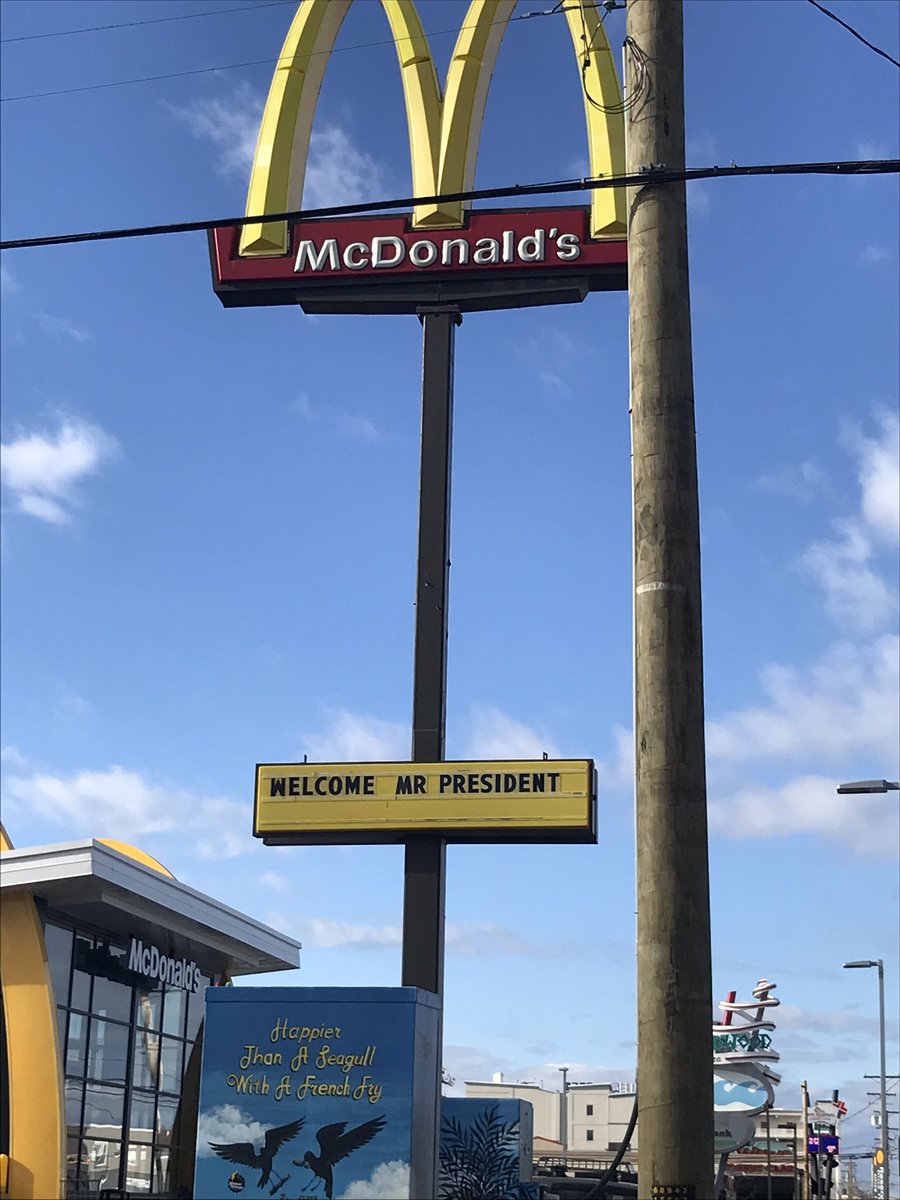 McDonald's
WELCOME MR PRESIDENT
McDonald's
Happier
Than A Seagull
With A French Fry